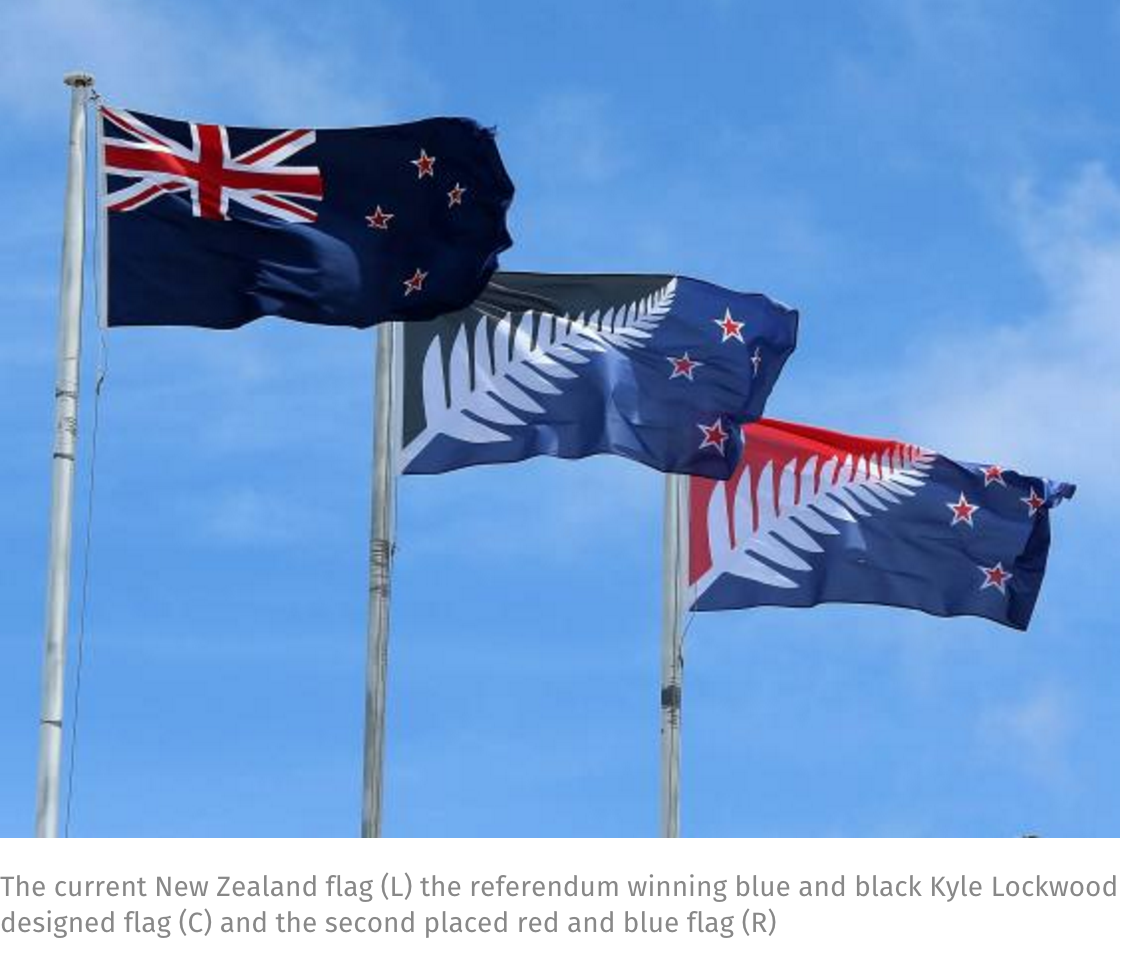 The current New Zealand flag (L) the referendum winning blue and black Kyle Lockwood
designed flag (C) and the second placed red and blue flag (R)